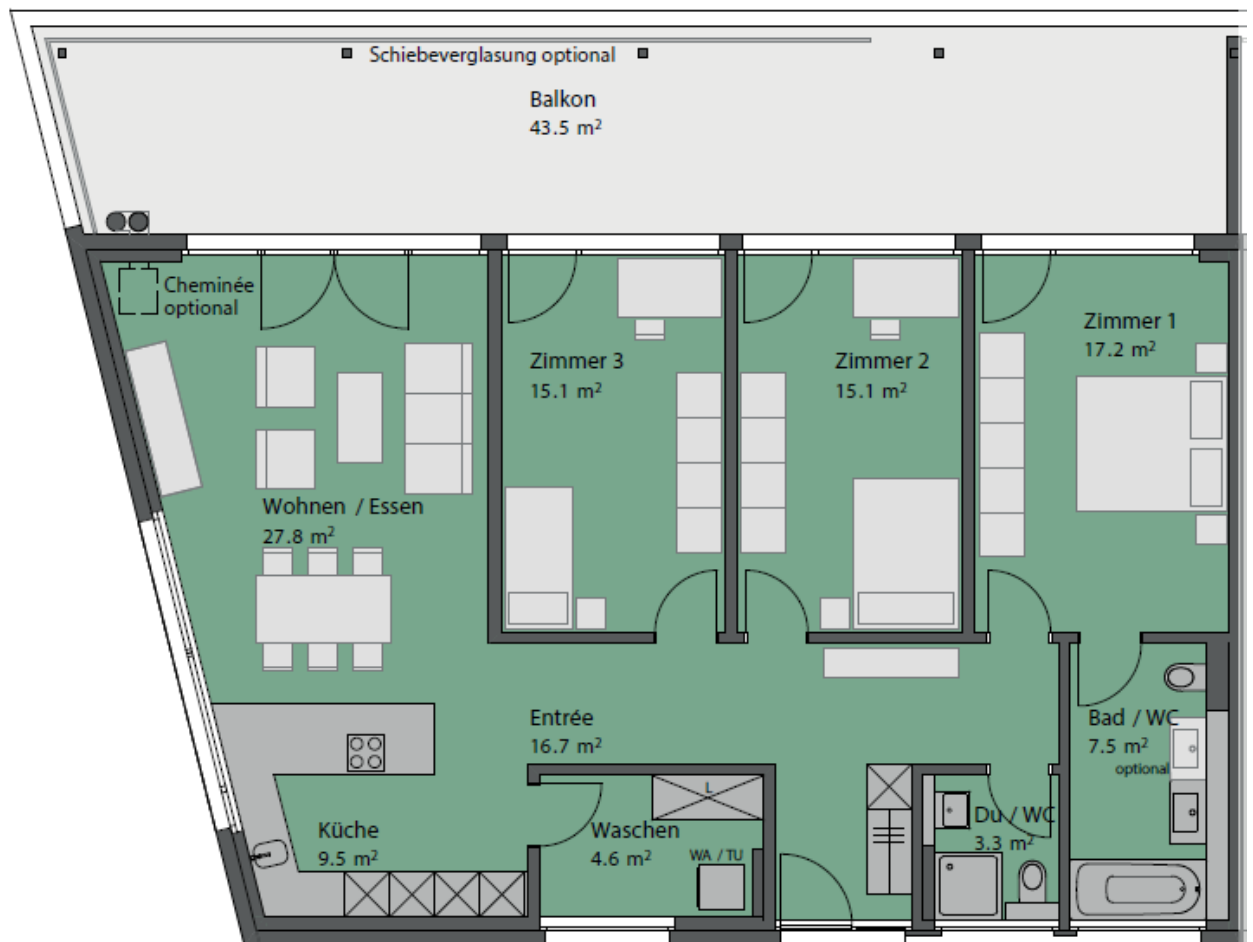 Schiebeverglasung optional
Balkon
43.5 m²
Cheminée
optional
Zimmer 3
15.1 m²
Zimmer 2
15.1 m²
Zimmer 1
17.2 m²
Wohnen / Essen
27.8 m²
Entrée
16.7 m²
Bad / WC
7.5 m²
optional
Küche
9.5 m²
Waschen
4.6 m²
L
WA / TU
Du / WC
3.3 m²